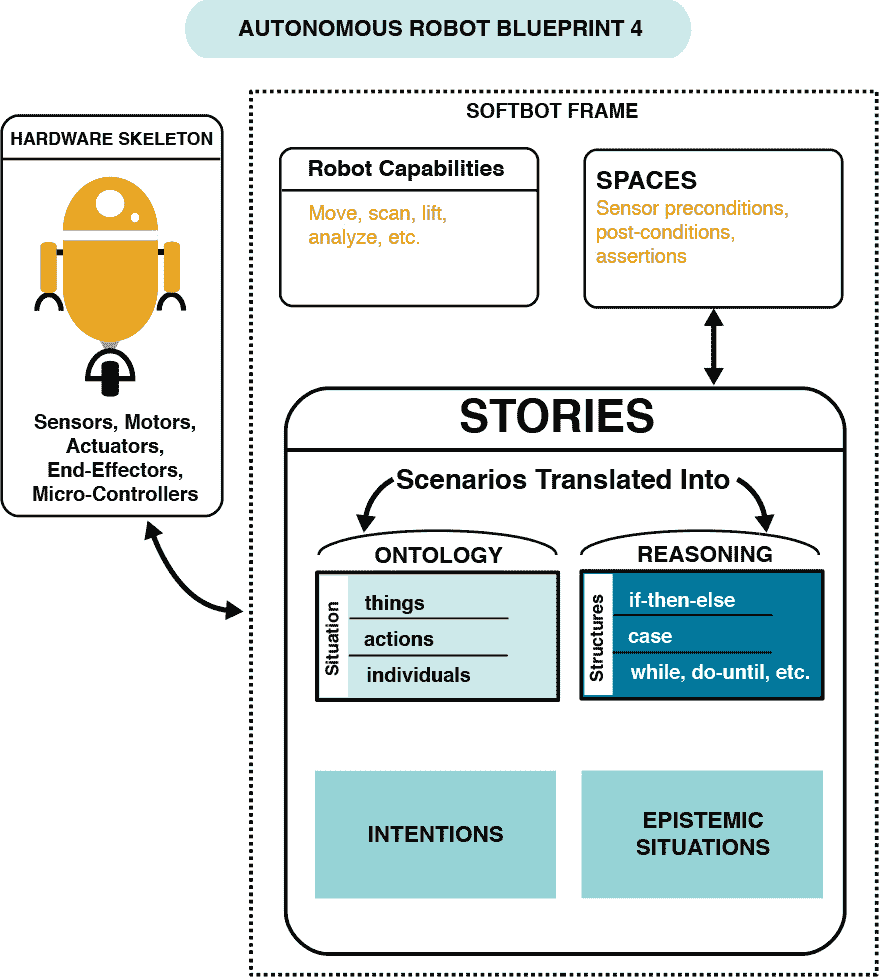 AUTONOMOUS ROBOT BLUEPRINT 4
HARDWARE SKELETON
Sensors, Motors,
Actuators,
End-Effectors,
Micro-Controllers
SOFTBOT FRAME
Robot Capabilities
Move, scan, lift,
analyze, etc.
SPACES
Sensor preconditions,
post-conditions,
assertions
STORIES
Scenarios Translated Into
ONTOLOGY
Situation
things
actions
individuals
REASONING
Structures
if-then-else
case
while, do-until, etc.
INTENTIONS
EPISTEMIC
SITUATIONS